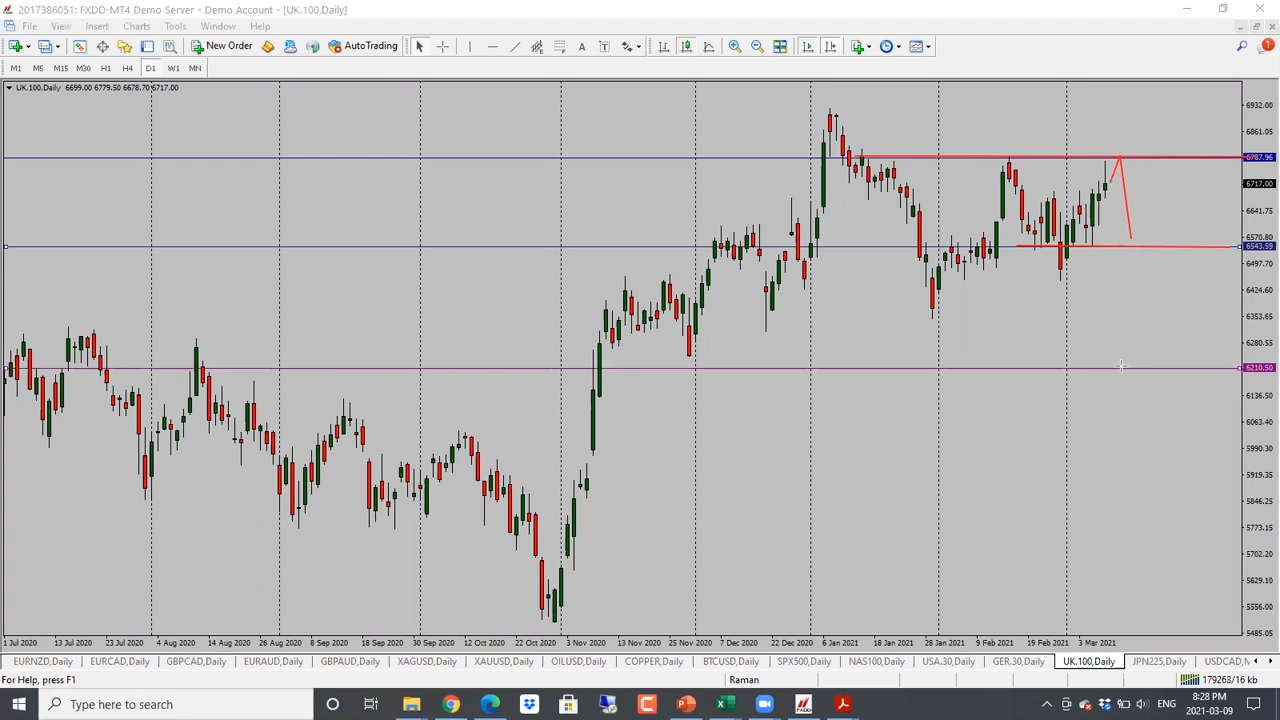 2017386051: FXDD-MT4 Demo Server - Demo Account - [UK.100,Daily]
File View Insert Charts Tools Window Help
New Order AutoTrading A 1
M1 M5 M15 M30 H1 H4 D1 W1 MN
UK.100,Daily 6699.00 6779.50 6678.70 6717.00
6932.00
6861.05
6787.96
6717.00
6641.75
6570.80
6543.59
6497.70
6424.60
6353.65
6280.55
6210.50
6136.50
6063.40
5990.30
5919.35
5846.25
5773.15
5702.20
5629.10
5556.00
5485.05
1 Jul 2020 13 Jul 2020 23 Jul 2020 4 Aug 2020 14 Aug 2020 26 Aug 2020 8 Sep 2020 18 Sep 2020 30 Sep 2020 12 Oct 2020 22 Oct 2020 3 Nov 2020 13 Nov 2020 25 Nov 2020 7 Dec 2020 22 Dec 2020 6 Jan 2021 18 Jan 2021 28 Jan 2021 9 Feb 2021 19 Feb 2021 3 Mar 2021
EURNZD,Daily EURCAD,Daily GBPCAD,Daily EURAUD,Daily GBPAUD,Daily XAGUSD,Daily XAUUSD,Daily OILUSD,Daily COPPER,Daily BTCUSD,Daily SPX500,Daily NAS100,Daily USA.30,Daily GER.30,Daily UK.100,Daily JPN225,Daily
For Help, press F1 Raman 179263/16 kb
Type here to search ENG 8:28 PM
2021-03-09